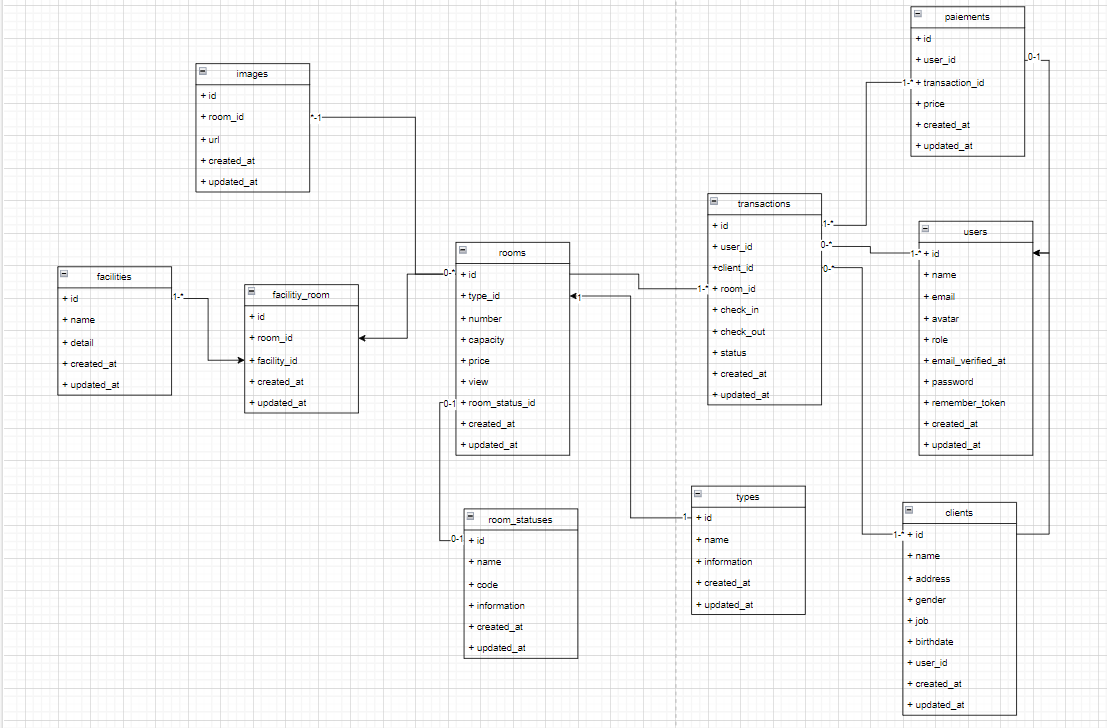 paiements
+ id
+ user_id
+ transaction_id
+ price
+ created_at
+ updated_at
0-1
1-*
images
+ id
+ room_id
+ url
+ created_at
+ updated_at
*-1
transactions
+ id
+ user_id
+client_id
+ room_id
+ check_in
+ check_out
+ status
+ created_at
+ updated_at
1-*
0-*
0-*
1-*
users
+ id
+ name
+ email
+ avatar
+ role
+ email_verified_at
+ password
+ remember_token
+ created_at
+ updated_at
1-*
rooms
+ id
+ type_id
+ number
+ capacity
+ price
+ view
+ room_status_id
+ created_at
+ updated_at
0-*
1
0-1
facilities
+ id
+ name
+ detail
+ created_at
+ updated_at
1-*
facilitiy_room
+ id
+ room_id
+ facility_id
+ created_at
+ updated_at
types
+ id
+ name
+ information
+ created_at
+ updated_at
1
room_statuses
+ id
+ name
+ code
+ information
+ created_at
+ updated_at
0-1
clients
+ id
+ name
+ address
+ gender
+ job
+ birthdate
+ user_id
+ created_at
+ updated_at
1-*